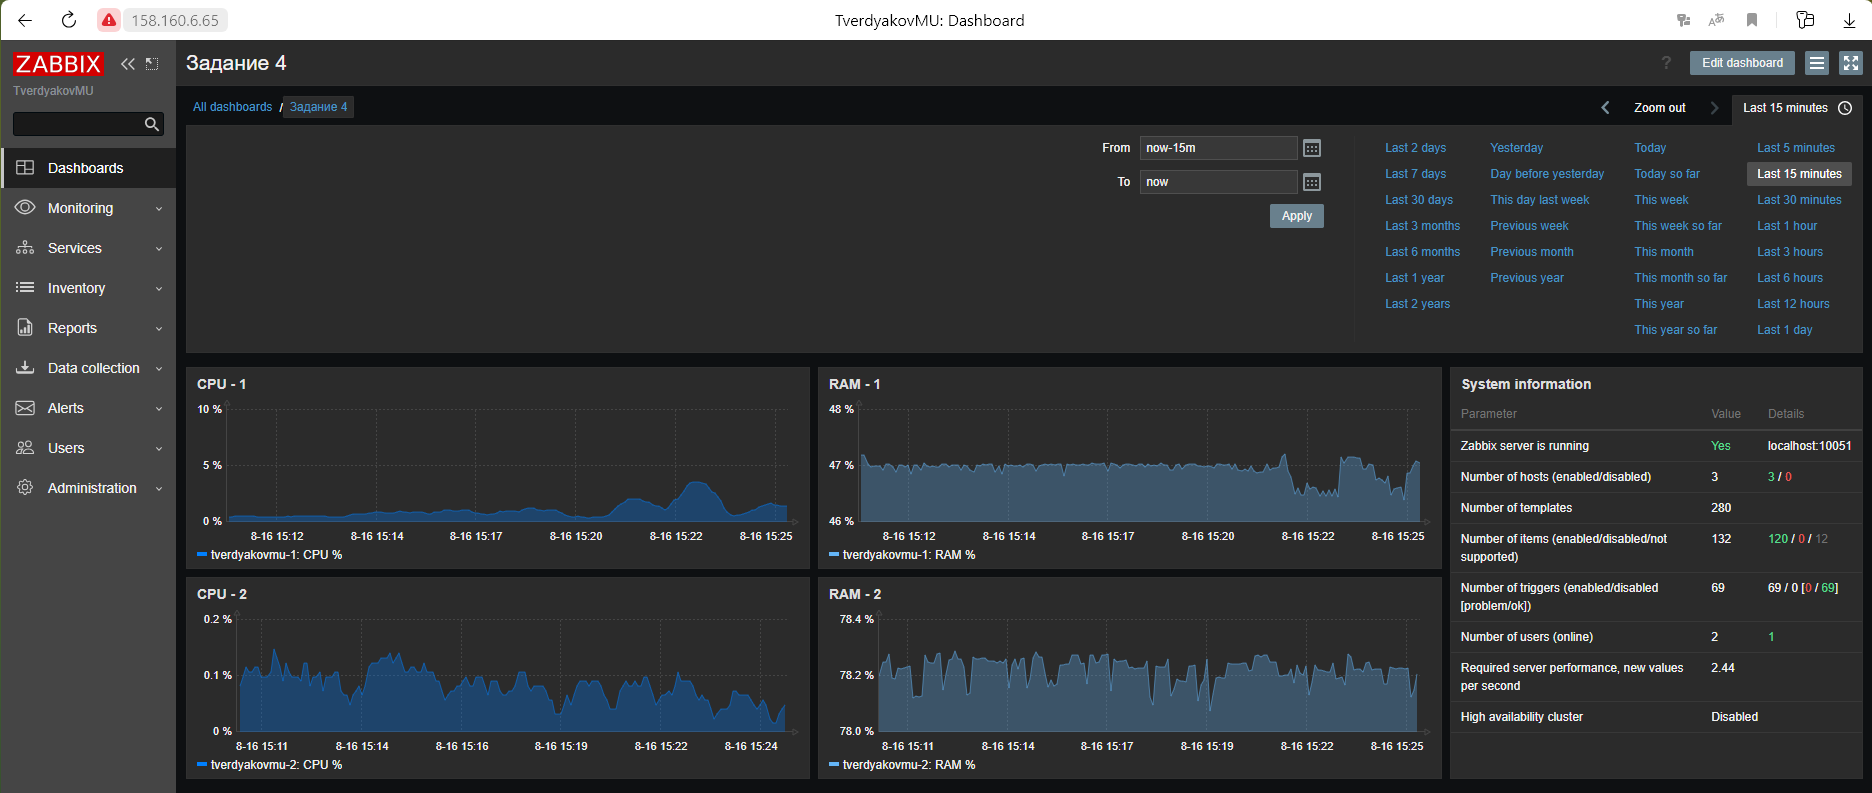 158.160.6.65
TverdyakovMU: Dashboard
ZABBIX
TverdyakovMU
Dashboards
Monitoring
Services
Inventory
Reports
Data collection
Alerts
Users
Administration
Задание 4
?
Edit dashboard
All dashboards / Задание 4
Zoom out
Last 15 minutes
From now-15m
To now
Apply
Last 2 days Yesterday Today Last 5 minutes
Last 7 days Day before yesterday Today so far Last 15 minutes
Last 30 days This day last week This week Last 30 minutes
Last 3 months Previous week This week so far Last 1 hour
Last 6 months Previous month This month Last 3 hours
Last 1 year Previous year This month so far Last 6 hours
Last 2 years This year Last 12 hours
This year so far Last 1 day
CPU - 1
10 %
5 %
0 %
8-16 15:12 8-16 15:14 8-16 15:17 8-16 15:20 8-16 15:22 8-16 15:25
tverdyakovmu-1: CPU %
RAM - 1
48 %
47 %
46 %
8-16 15:12 8-16 15:14 8-16 15:17 8-16 15:20 8-16 15:22 8-16 15:25
tverdyakovmu-1: RAM %
System information
Parameter Value Details
Zabbix server is running Yes localhost:10051
Number of hosts (enabled/disabled) 3 3 / 0
Number of templates 280
Number of items (enabled/disabled/not 132 120 / 0 / 12
supported)
Number of triggers (enabled/disabled 69 69 / 0 [0 / 69]
[problem/ok])
Number of users (online) 2 1
Required server performance, new values 2.44
per second
High availability cluster Disabled
CPU - 2
0.2 %
0.1 %
0 %
8-16 15:11 8-16 15:14 8-16 15:16 8-16 15:19 8-16 15:22 8-16 15:24
tverdyakovmu-2: CPU %
RAM - 2
78.4 %
78.2 %
78.0 %
8-16 15:11 8-16 15:14 8-16 15:17 8-16 15:19 8-16 15:22 8-16 15:25
tverdyakovmu-2: RAM %